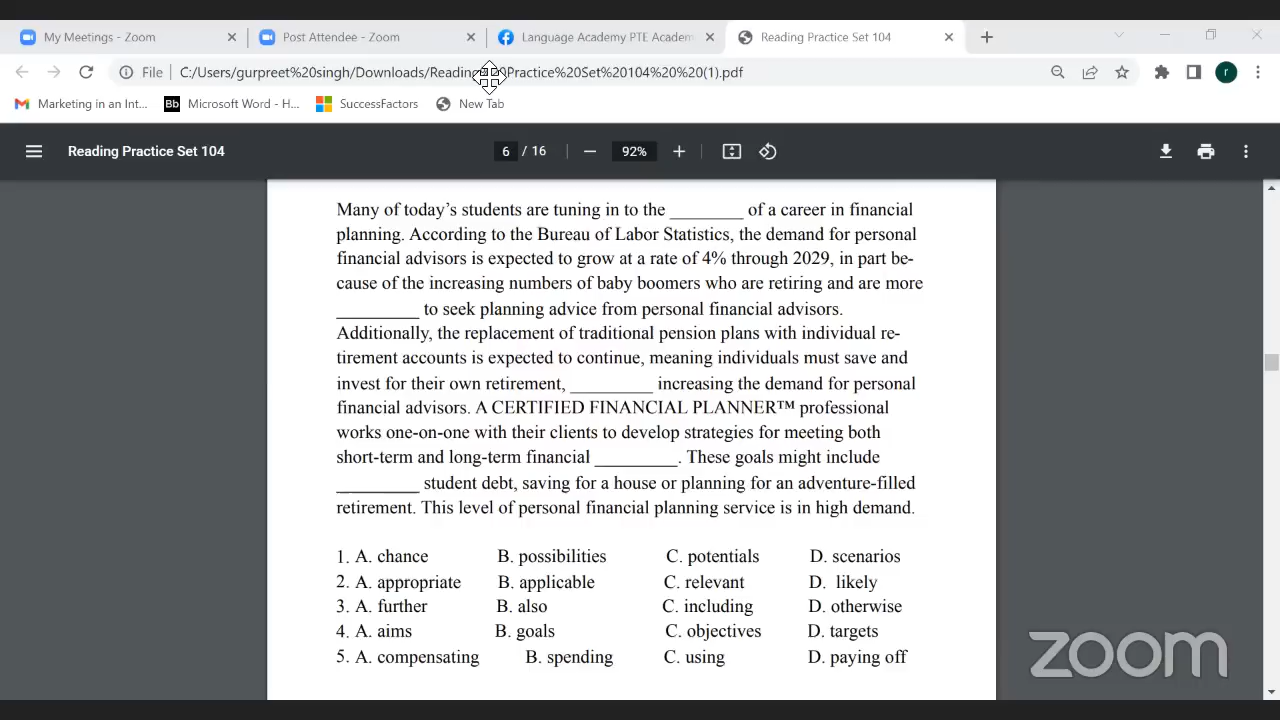 My Meetings - Zoom
Post Attendee - Zoom
Language Academy PTE Academ
Reading Practice Set 104
File
C:/Users/gurpreet%20singh/Downloads/Reading Practice%20Set%20104%20%20(1).pdf
r
Marketing in an Int...
Bb Microsoft Word - H...
SuccessFactors
New Tab
Reading Practice Set 104
6 / 16
92%
Many of today's students are tuning in to the ________ of a career in financial
planning. According to the Bureau of Labor Statistics, the demand for personal
financial advisors is expected to grow at a rate of 4% through 2029, in part be-
cause of the increasing numbers of baby boomers who are retiring and are more
_________ to seek planning advice from personal financial advisors.
Additionally, the replacement of traditional pension plans with individual re-
tirement accounts is expected to continue, meaning individuals must save and
invest for their own retirement, _________ increasing the demand for personal
financial advisors. A CERTIFIED FINANCIAL PLANNER™ professional
works one-on-one with their clients to develop strategies for meeting both
short-term and long-term financial _________. These goals might include
_________ student debt, saving for a house or planning for an adventure-filled
retirement. This level of personal financial planning service is in high demand.
1. A. chance B. possibilities C. potentials D. scenarios
2. A. appropriate B. applicable C. relevant D. likely
3. A. further B. also C. including D. otherwise
4. A. aims B. goals C. objectives D. targets
5. A. compensating B. spending C. using D. paying off
zoom